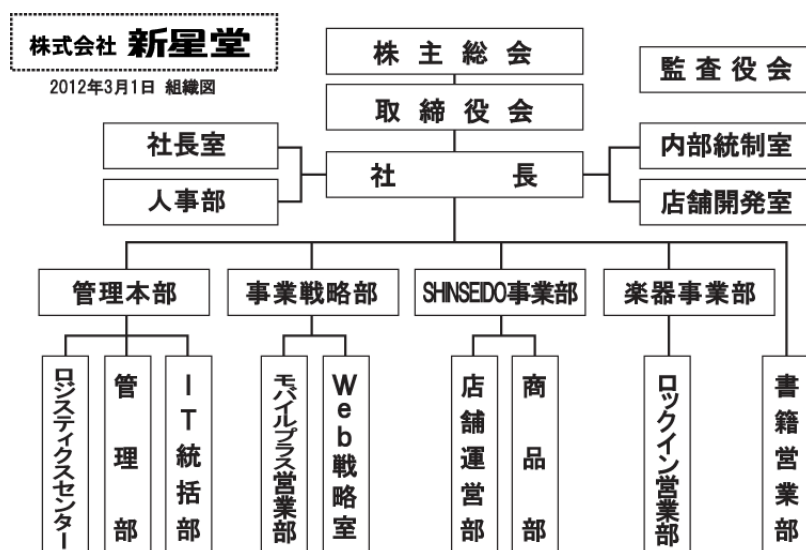 株式会社 新星堂
2012年3月1日 組織図
株主総会
監査役会
取締役会
社長室
社長
内部統制室
人事部
店舗開発室
管理本部
事業戦略部
SHINSEIDO事業部
楽器事業部
ロジスティクスセンター
管理部
IT統括部
モバイルプラス営業部
Web戦略室
店舗運営部
商品部
ロックイン営業部
書籍営業部